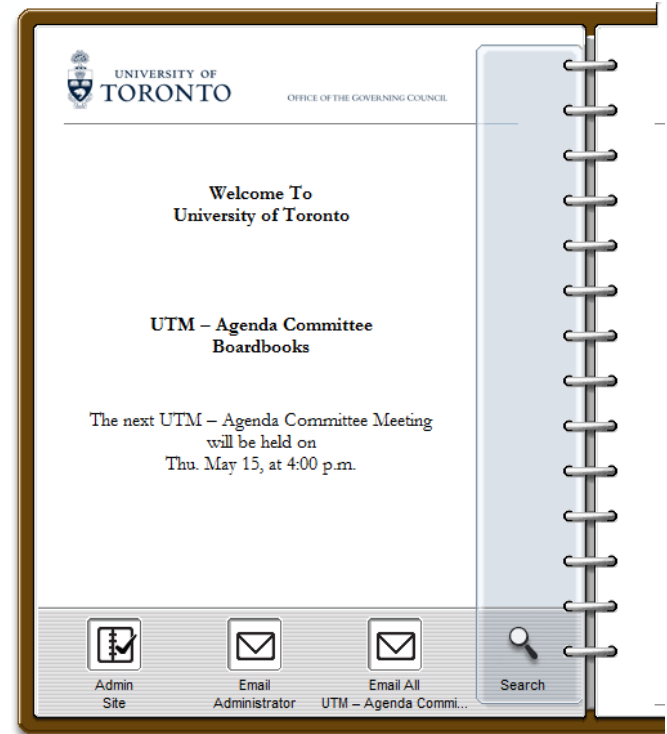 UNIVERSITY OF
TORONTO
OFFICE OF THE GOVERNING COUNCIL
Welcome To
University of Toronto
UTM – Agenda Committee
Boardbooks
The next UTM – Agenda Committee Meeting
will be held on
Thu. May 15, at 4:00 p.m.
Admin
Site
Email
Administrator
Email All
UTM – Agenda Commi...
Search